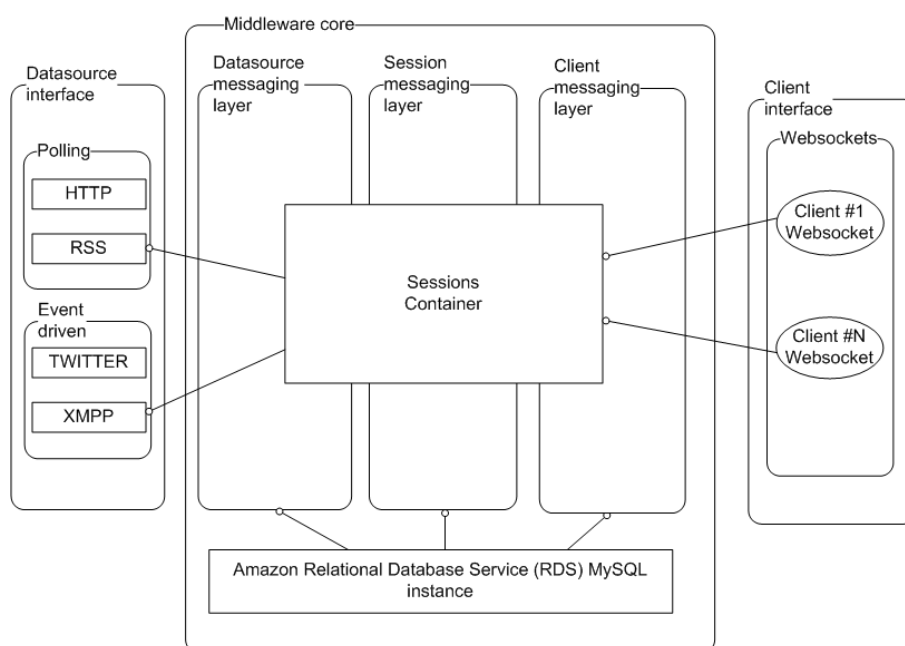 Middleware core
Datasource
interface
Polling
HTTP
RSS
Event
driven
TWITTER
XMPP
Datasource
messaging
layer
Session
messaging
layer
Client
messaging
layer
Sessions
Container
Amazon Relational Database Service (RDS) MySQL
instance
Client
interface
Websockets
Client #1
Websocket
Client #N
Websocket